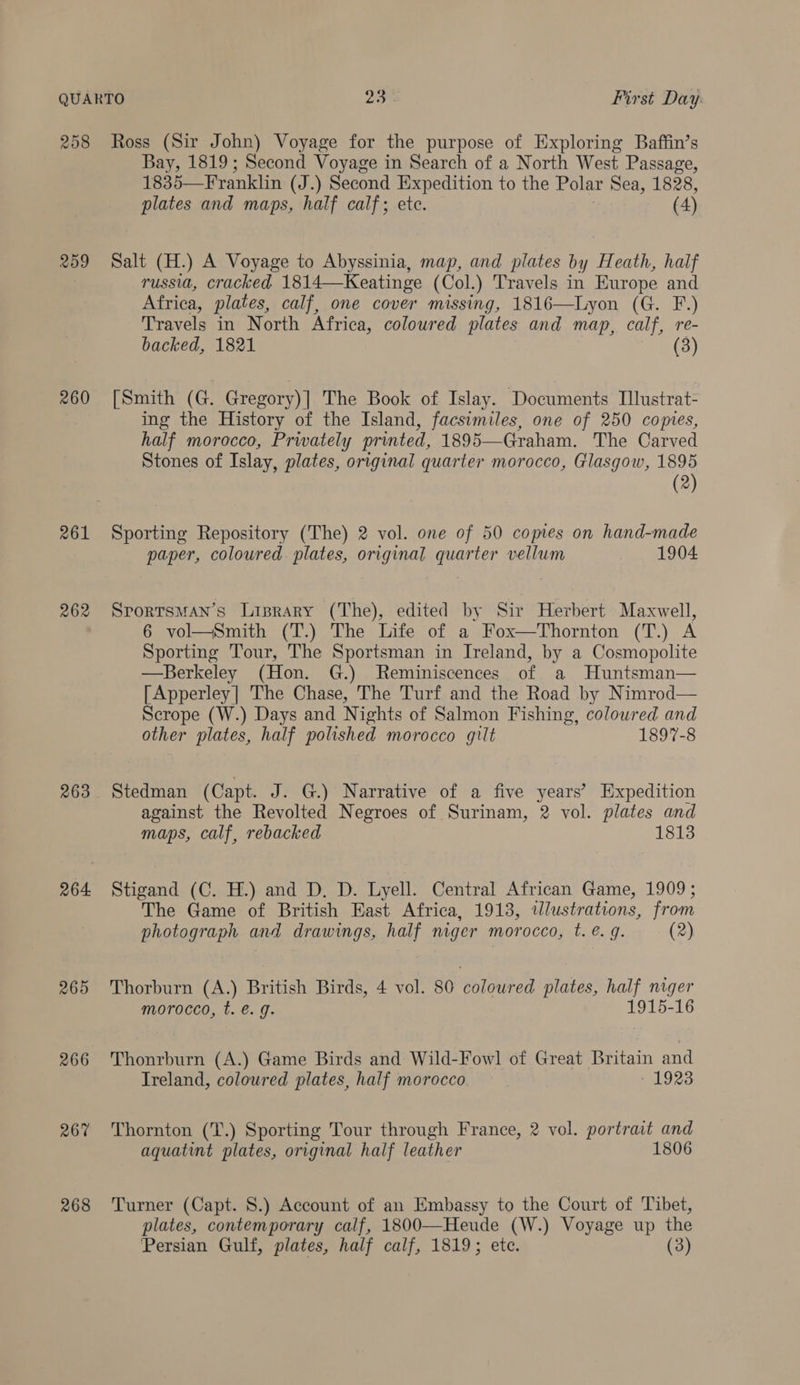 QUARTO 23 First Day.
258 Ross (Sir John) Voyage for the purpose of Exploring Baffin's
Bay, 1819; Second Voyage in Search of a North West Passage,
1835—Franklin (J.) Second Expedition to the Polar Sea, 1828,
plates and maps, half calf; etc. (4)
259 Salt (H.) A Voyage to Abyssinia, map, and plates by Heath, half
russia, cracked 1814—Keatinge (Col.) Travels in Europe and
Africa, plates, calf, one cover missing, 1816—Lyon (G. F.)
Travels in North Africa, coloured plates and map, calf, re-
backed, 1821 (3)
260 [Smith (G. Gregory)] The Book of Islay. Documents Illustrat-
ing the History of the Island, facsimiles, one of 250 copies,
half morocco, Privately printed, 1895—Graham. The Carved
Stones of Islay, plates, original quarter morocco, Glasgow, 1895
(2)
261 Sporting Repository (The) 2 vol. one of 50 copies on hand-made
paper, coloured plates, original quarter vellum 1904
262 Sportsman's Library (The), edited by Sir Herbert Maxwell,
6 vol—Smith (T.) The Life of a Fox—Thornton (T.) A
Sporting Tour, The Sportsman in Ireland, by a Cosmopolite
—Berkeley (Hon. G.) Reminiscences of a Huntsman—
[Apperley] The Chase, The Turf and the Road by Nimrod—
Scrope (W.) Days and Nights of Salmon Fishing, coloured and
other plates, half polished morocco gilt 1897-8
263 Stedman (Capt. J. G.) Narrative of a five years' Expedition
against the Revolted Negroes of Surinam, 2 vol. plates and
maps, calf, rebacked 1813
264 Stigand (C. H.) and D. D. Lyell. Central African Game, 1909;
The Game of British East Africa, 1913, illustrations, from
photograph and drawings, half niger morocco, t. e. g. (2)
265 Thorburn (A.) British Birds, 4 vol. 80 coloured plates, half niger
morocco, t. e. g. 1915-16
266 Thonrburn (A.) Game Birds and Wild-Fowl of Great Britain and
Ireland, coloured plates, half morocco 1923
267 Thornton (T.) Sporting Tour through France, 2 vol. portrait and
aquatint plates, original half leather 1806
268 Turner (Capt. S.) Account of an Embassy to the Court of Tibet,
plates, contemporary calf, 1800—Heude (W.) Voyage up the
Persian Gulf, plates, half calf, 1819; etc. (3)